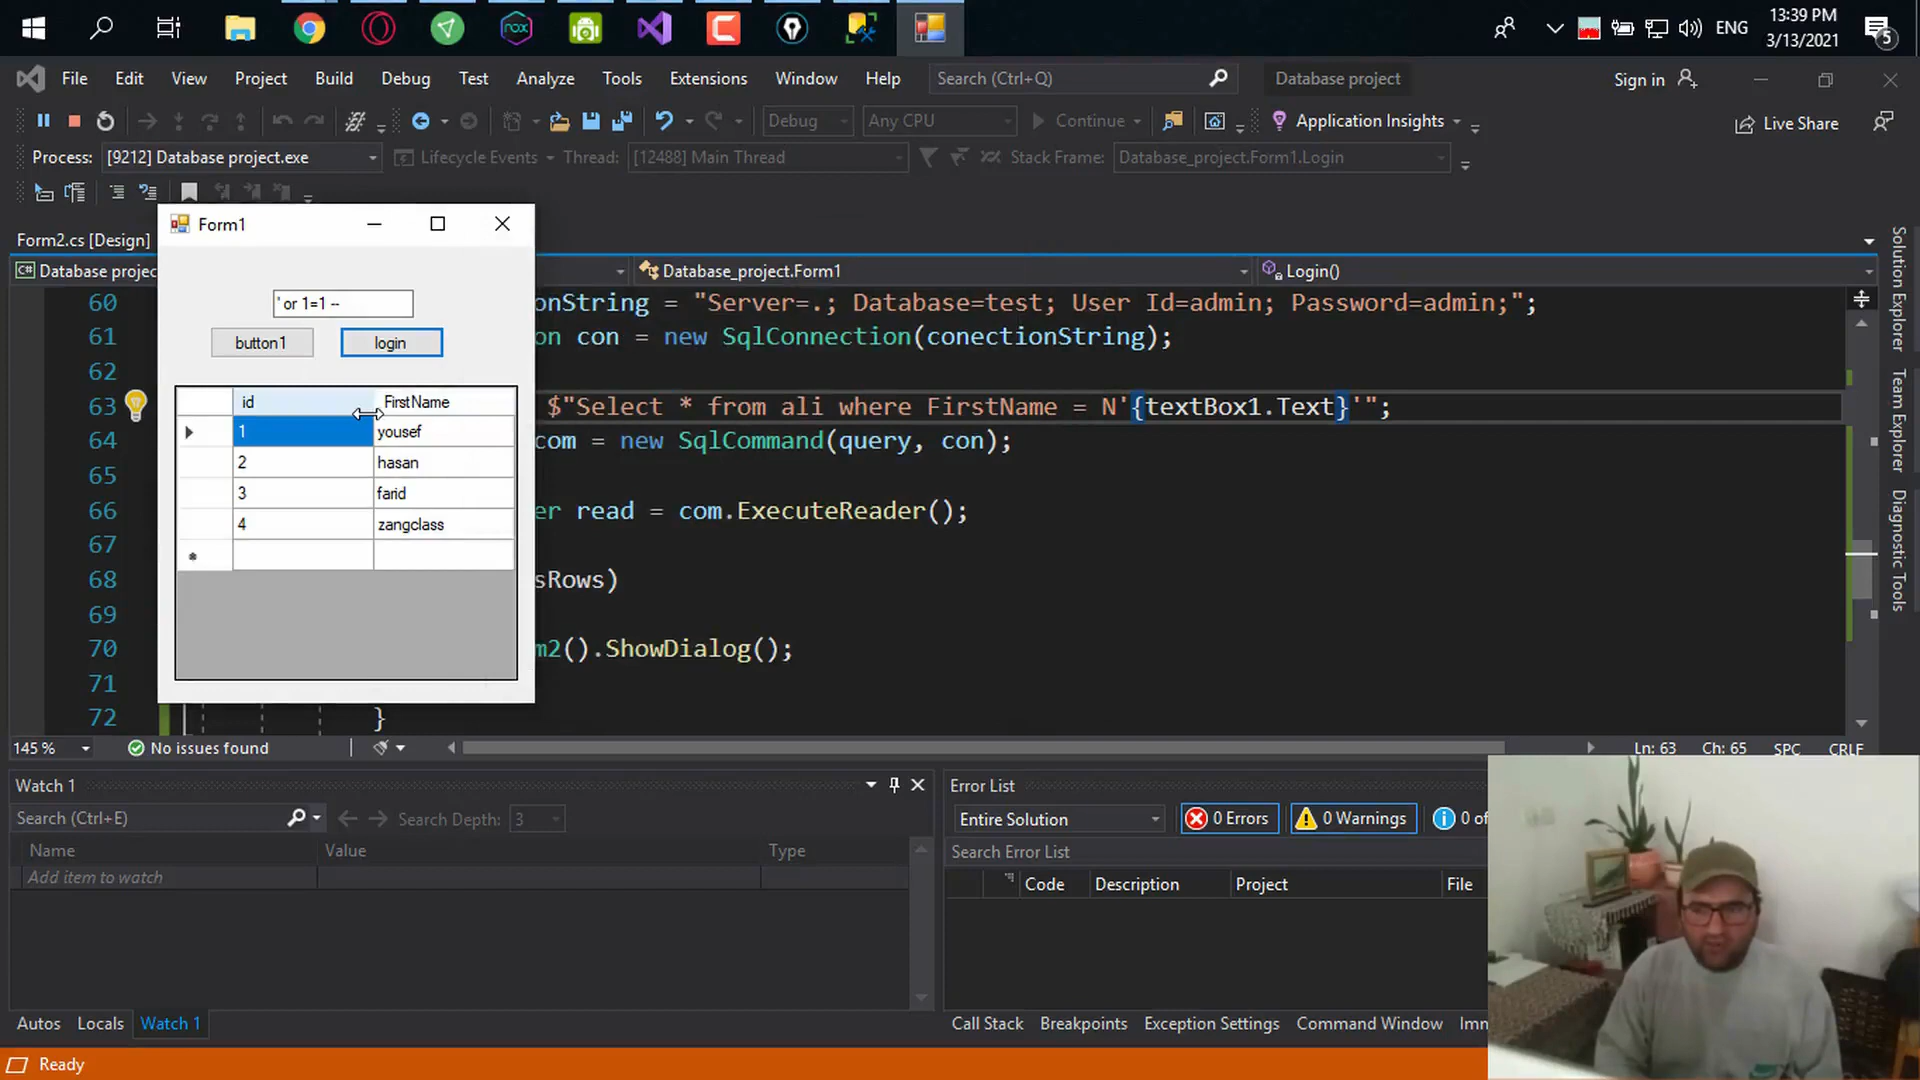 ENG
13:39 PM
3/13/2021
5
File Edit View Project Build Debug Test Analyze Tools Extensions Window Help
Search (Ctrl+Q)
Database project
Sign in
Debug
Any CPU
Continue
Application Insights
Live Share
Process: [9212] Database project.exe
Lifecycle Events
Thread: [12488] Main Thread
Stack Frame: Database_project.Form1.Login
Form1
Form2.cs [Design]
C# Database projec
Database_project.Form1
Login()
' or 1=1 --
button1
login
id FirstName
1 yousef
2 hasan
3 farid
4 zangclass
*
60 onString = "Server=.; Database=test; User Id=admin; Password=admin;";
61 on con = new SqlConnection(conectionString);
62
63 $"Select * from ali where FirstName = N'{textBox1.Text}'";
64 com = new SqlCommand(query, con);
65
66 er read = com.ExecuteReader();
67
68 sRows)
69
70 m2().ShowDialog();
71
72 }
145 %
No issues found
Ln: 63 Ch: 65 SPC CRLF
Solution Explorer
Team Explorer
Diagnostic Tools
Watch 1
Search (Ctrl+E)
Search Depth: 3
Name Value Type
Add item to watch
Autos Locals Watch 1
Error List
Entire Solution
0 Errors
0 Warnings
0 of
Search Error List
Code Description Project File
Call Stack Breakpoints Exception Settings Command Window Imm
Ready